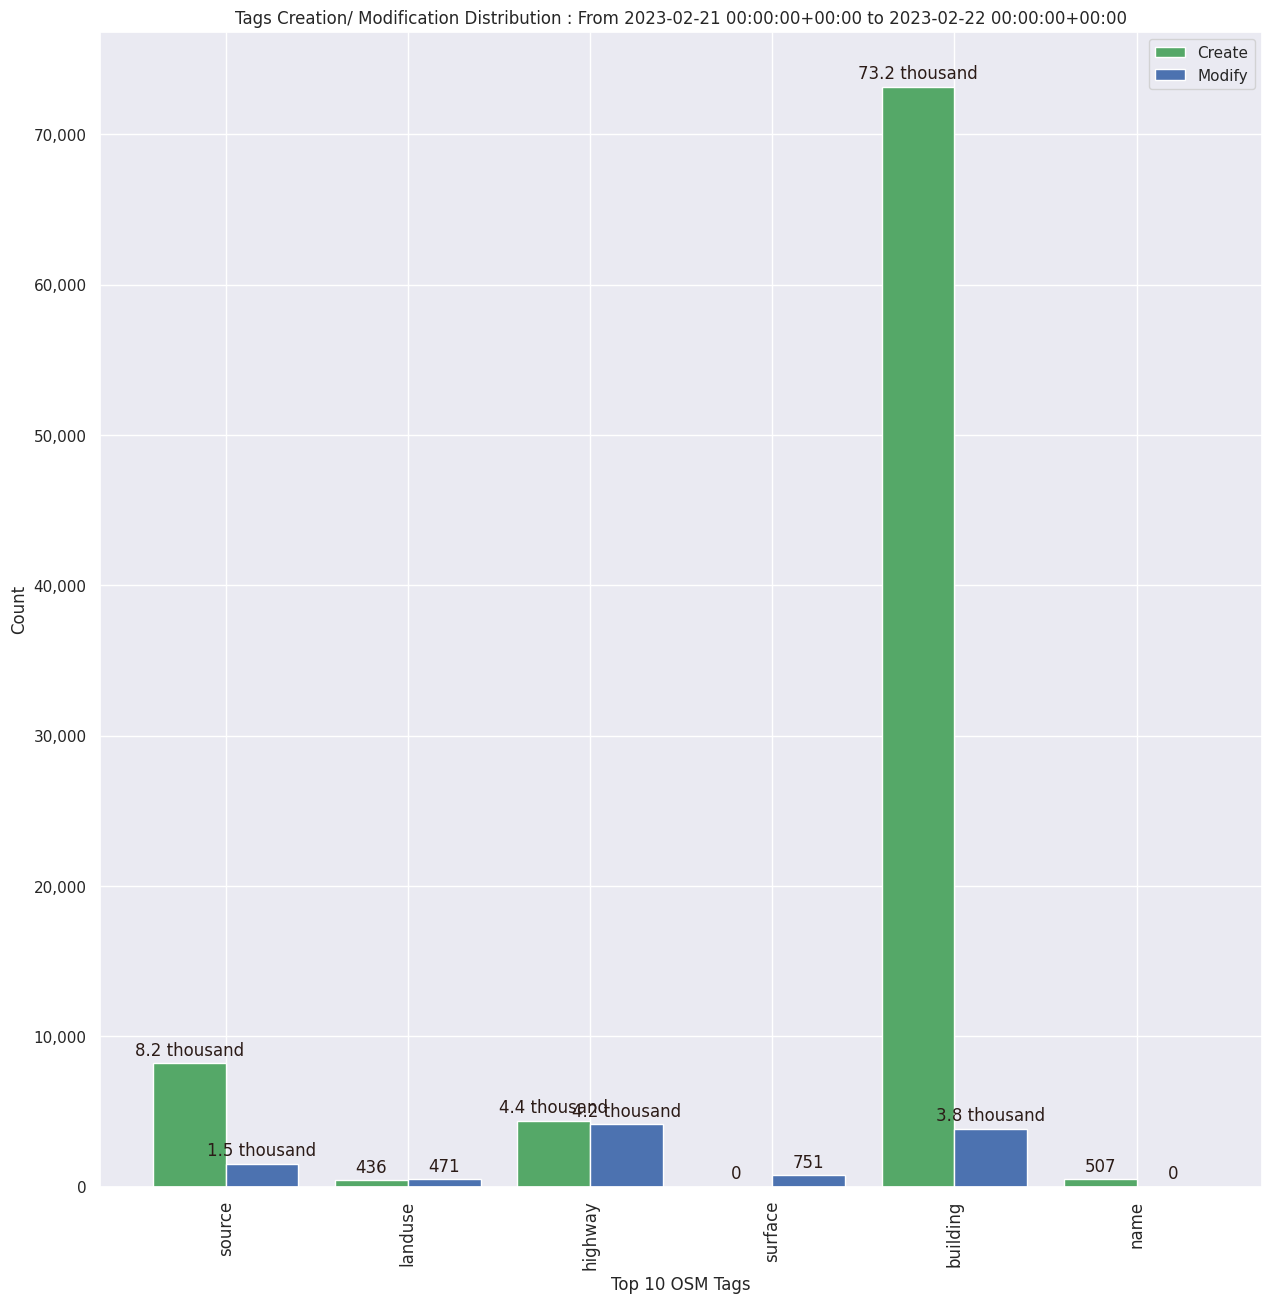 Tags Creation/ Modification Distribution : From 2023-02-21 00:00:00+00:00 to 2023-02-22 00:00:00+00:00
Create
Modify
73.2 thousand
70,000
60,000
50,000
40,000
30,000
20,000
10,000
0
Count
8.2 thousand
1.5 thousand
436
471
4.4 thousand
4.2 thousand
0
751
3.8 thousand
507
0
source
landuse
highway
surface
building
name
Top 10 OSM Tags